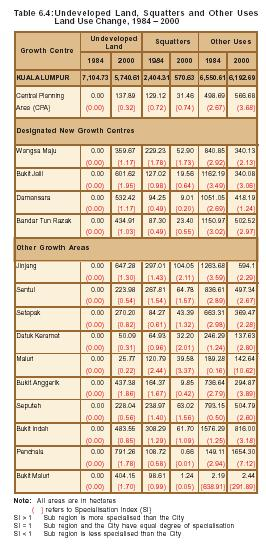 Table 6.4: Undeveloped Land, Squatters and Other Uses
Land Use Change, 1984 – 2000
Growth Centre Undeveloped Land Squatters Other Uses
1984 2000 1984 2000 1984 2000
KUALA LUMPUR 7,104.73 5,740.61 2,404.31 570.63 6,550.61 6,192.69
Central Planning 0.00 137.89 129.12 31.46 498.69 566.66
Area (CPA) (0.00) (0.32) (0.72) (0.72) (2.67) (3.68)
Designated New Growth Centres
Wangsa Maju 0.00 359.67 229.23 52.90 840.85 340.13
(0.00) (1.17) (1.78) (1.73) (2.92) (2.13)
Bukit Jalil 0.00 601.62 297.20 19.56 1162.19 340.08
(0.00) (1.95) (0.98) (0.64) (3.49) (3.06)
Damansara 0.00 532.42 94.25 9.01 1051.05 418.19
(0.00) (1.17) (0.49) (0.20) (2.69) (1.24)
Bandar Tun Razak 0.00 434.91 87.30 23.40 1150.97 502.52
(0.00) (1.03) (0.49) (0.55) (3.02) (2.97)
Other Growth Areas
Jinjang 0.00 647.28 297.01 104.05 1263.68 594.1
(0.00) (1.30) (1.43) (2.11) (3.59) (2.29)
Sentul 0.00 223.98 267.81 64.78 836.61 497.34
(0.00) (0.54) (1.54) (1.57) (2.89) (2.67)
Setapak 0.00 270.20 84.27 43.39 663.31 369.47
(0.00) (0.82) (0.61) (1.32) (2.98) (2.28)
Datuk Keramat 0.00 50.09 64.93 32.20 246.29 137.63
(0.00) (0.31) (0.96) (2.01) (1.24) (2.80)
Maluri 0.00 25.77 120.79 39.58 189.28 142.64
(0.00) (0.22) (2.44) (3.37) (0.16) (10.62)
Bukit Anggerik 0.00 437.38 164.37 9.85 736.64 294.87
(0.00) (1.86) (1.67) (0.42) (2.79) (3.89)
Seputeh 0.00 228.04 238.97 63.02 793.15 504.79
(0.00) (0.56) (1.40) (1.56) (0.50) (2.60)
Bukit Indah 0.00 483.55 308.29 61.70 1576.29 816.00
(0.00) (0.85) (1.29) (1.09) (1.25) (3.18)
Penchala 0.00 791.26 108.72 0.66 149.11 1654.30
(0.00) (1.78) (0.58) (0.01) (2.94) (7.12)
Bukit Maluri 0.00 404.15 98.61 1.24 2.19 2.44
(0.00) (1.70) (0.99) (0.05) (638.91) (291.89)
Note: All areas are in hectares
( ) refers to Specialisation Index (SI)
SI > 1 Sub region is more specialised than the City
SI = 1 Sub region and the City have equal degree of specialisation
SI < 1 Sub region is less specialised than the City